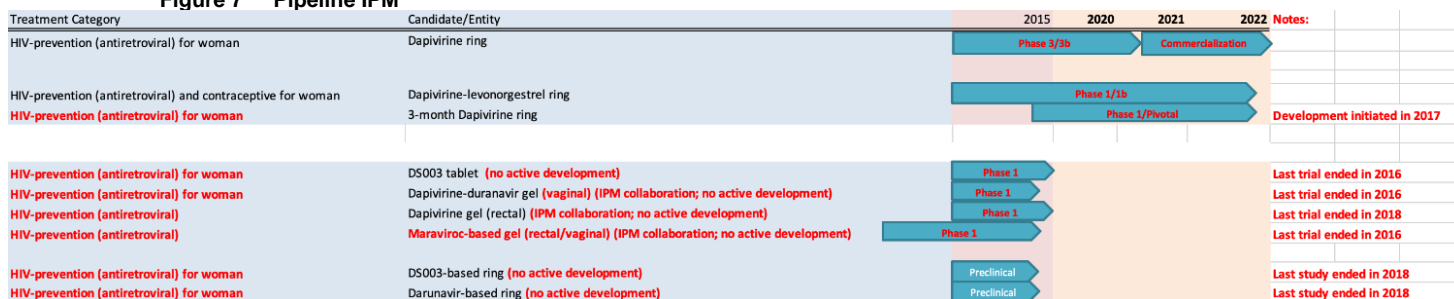 Figure 7 Pipeline IPM
Treatment Category Candidate/Entity 2015 2020 2021 2022 Notes:
HIV-prevention (antiretroviral) for woman Dapivirine ring Phase 3/3b Commercialization
HIV-prevention (antiretroviral) and contraceptive for woman Dapivirine-levonorgestrel ring Phase 1/1b
HIV-prevention (antiretroviral) for woman 3-month Dapivirine ring Phase 1/Pivotal Development initiated in 2017
HIV-prevention (antiretroviral) for woman DS003 tablet (no active development) Phase 1 Last trial ended in 2016
HIV-prevention (antiretroviral) for woman Dapivirine-duranavir gel (vaginal) (IPM collaboration; no active development) Phase 1 Last trial ended in 2016
HIV-prevention (antiretroviral) Dapivirine gel (rectal) (IPM collaboration; no active development) Phase 1 Last trial ended in 2018
HIV-prevention (antiretroviral) Maraviroc-based gel (rectal/vaginal) (IPM collaboration; no active development) Phase 1 Last trial ended in 2016
HIV-prevention (antiretroviral) for woman DS003-based ring (no active development) Preclinical Last study ended in 2018
HIV-prevention (antiretroviral) for woman Darunavir-based ring (no active development) Preclinical Last study ended in 2018